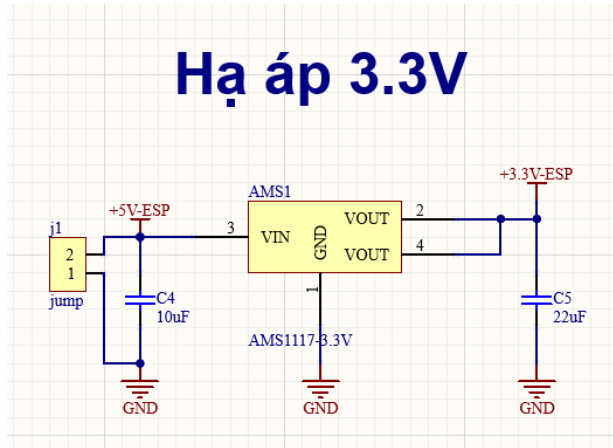 Hạ áp 3.3V
+3.3V-ESP
AMS1
+5V-ESP
j1
2
1
jump
3
VIN
GND
VOUT
2
VOUT
4
1
C4
10uF
AMS1117-3.3V
C5
22uF
GND
GND
GND